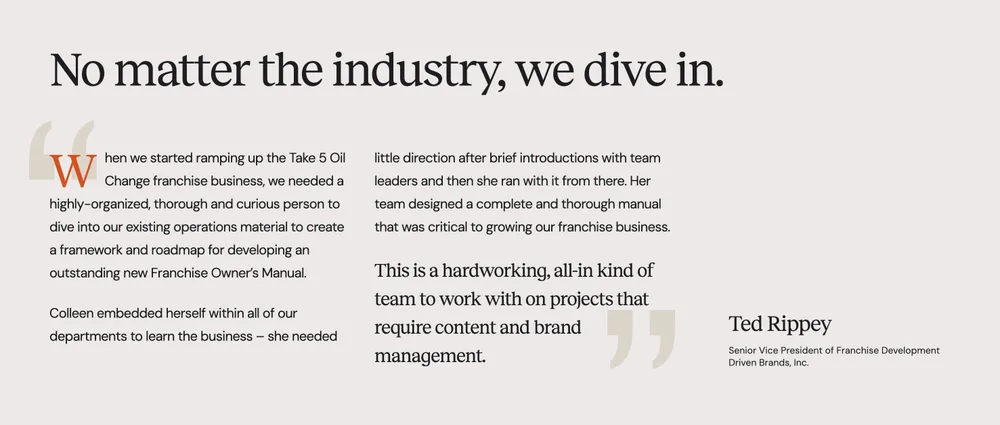 No matter the industry, we dive in.
When we started ramping up the Take 5 Oil
Change franchise business, we needed a
highly-organized, thorough and curious person to
dive into our existing operations material to create
a framework and roadmap for developing an
outstanding new Franchise Owner’s Manual.
Colleen embedded herself within all of our
departments to learn the business – she needed
little direction after brief introductions with team
leaders and then she ran with it from there. Her
team designed a complete and thorough manual
that was critical to growing our franchise business.
This is a hardworking, all-in kind of
team to work with on projects that
require content and brand
management.
Ted Rippey
Senior Vice President of Franchise Development
Driven Brands, Inc.